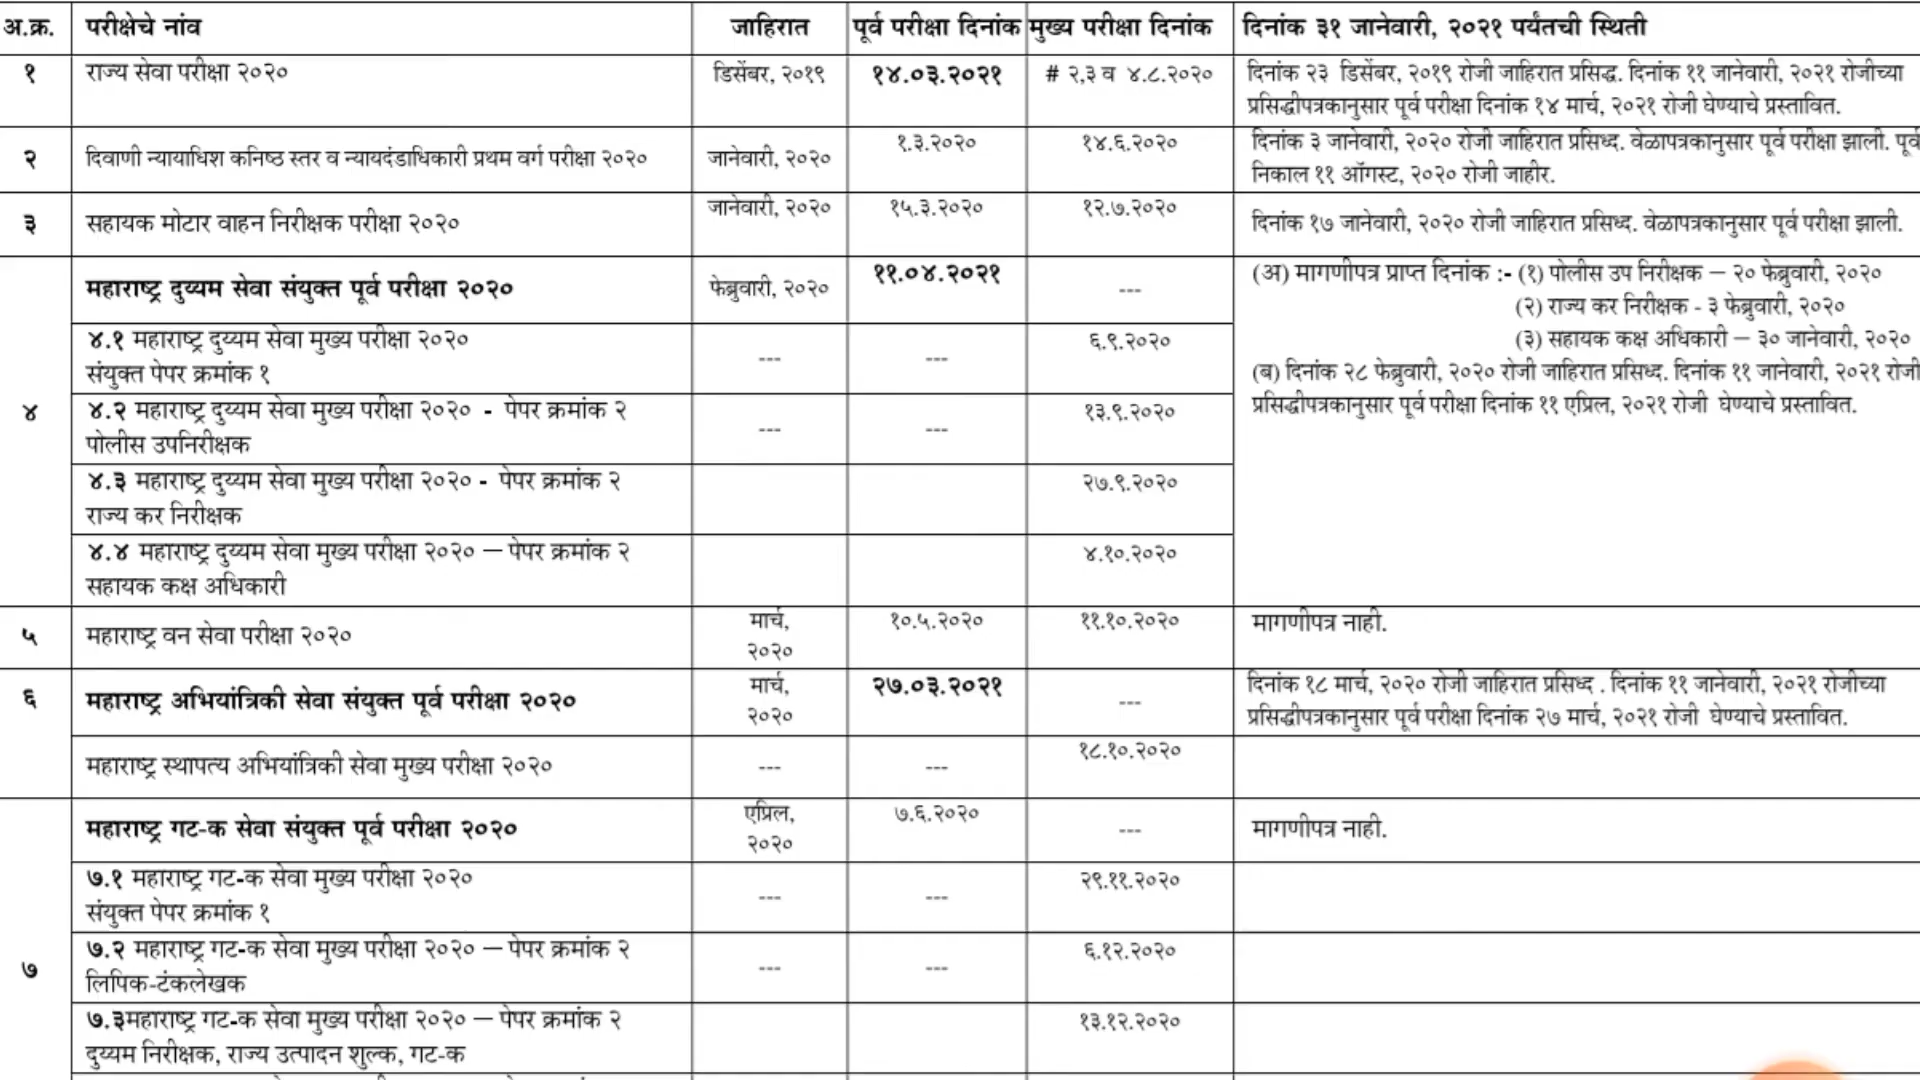 अ.क्र. परीक्षेचे नांव जाहिरात पूर्व परीक्षा दिनांक मुख्य परीक्षा दिनांक दिनांक ३१ जानेवारी, २०२१ पर्यंतची स्थिती
१ राज्य सेवा परीक्षा २०२० डिसेंबर, २०१९ १४.०३.२०२१ # २,३ व ४.८.२०२० दिनांक २३ डिसेंबर, २०१९ रोजी जाहिरात प्रसिद्ध. दिनांक ११ जानेवारी, २०२१ रोजीच्या
प्रसिद्धीपत्रकानुसार पूर्व परीक्षा दिनांक १४ मार्च, २०२१ रोजी घेण्याचे प्रस्तावित.
२ दिवाणी न्यायाधिश कनिष्ठ स्तर व न्यायदंडाधिकारी प्रथम वर्ग परीक्षा २०२० जानेवारी, २०२० १.३.२०२० १४.६.२०२० दिनांक ३ जानेवारी, २०२० रोजी जाहिरात प्रसिध्द. वेळापत्रकानुसार पूर्व परीक्षा झाली. पूर्व
निकाल ११ ऑगस्ट, २०२० रोजी जाहीर.
३ सहायक मोटार वाहन निरीक्षक परीक्षा २०२० जानेवारी, २०२० १५.३.२०२० १२.७.२०२० दिनांक १७ जानेवारी, २०२० रोजी जाहिरात प्रसिध्द. वेळापत्रकानुसार पूर्व परीक्षा झाली.
४ महाराष्ट्र दुय्यम सेवा संयुक्त पूर्व परीक्षा २०२० फेब्रुवारी, २०२० ११.०४.२०२१ --- (अ) मागणीपत्र प्राप्त दिनांक :- (१) पोलीस उप निरीक्षक – २० फेब्रुवारी, २०२०
(२) राज्य कर निरीक्षक - ३ फेब्रुवारी, २०२०
(३) सहायक कक्ष अधिकारी – ३० जानेवारी, २०२०
(ब) दिनांक २८ फेब्रुवारी, २०२० रोजी जाहिरात प्रसिध्द. दिनांक ११ जानेवारी, २०२१ रोजी
प्रसिद्धीपत्रकानुसार पूर्व परीक्षा दिनांक ११ एप्रिल, २०२१ रोजी घेण्याचे प्रस्तावित.
४.१ महाराष्ट्र दुय्यम सेवा मुख्य परीक्षा २०२० --- --- ६.९.२०२०
संयुक्त पेपर क्रमांक १
४.२ महाराष्ट्र दुय्यम सेवा मुख्य परीक्षा २०२० - पेपर क्रमांक २ --- --- १३.९.२०२०
पोलीस उपनिरीक्षक
४.३ महाराष्ट्र दुय्यम सेवा मुख्य परीक्षा २०२० - पेपर क्रमांक २ २७.९.२०२०
राज्य कर निरीक्षक
४.४ महाराष्ट्र दुय्यम सेवा मुख्य परीक्षा २०२० – पेपर क्रमांक २ ४.१०.२०२०
सहायक कक्ष अधिकारी
५ महाराष्ट्र वन सेवा परीक्षा २०२० मार्च, २०२० १०.५.२०२० ११.१०.२०२० मागणीपत्र नाही.
६ महाराष्ट्र अभियांत्रिकी सेवा संयुक्त पूर्व परीक्षा २०२० मार्च, २०२० २७.०३.२०२१ --- दिनांक १८ मार्च, २०२० रोजी जाहिरात प्रसिध्द . दिनांक ११ जानेवारी, २०२१ रोजीच्या
प्रसिद्धीपत्रकानुसार पूर्व परीक्षा दिनांक २७ मार्च, २०२१ रोजी घेण्याचे प्रस्तावित.
महाराष्ट्र स्थापत्य अभियांत्रिकी सेवा मुख्य परीक्षा २०२० --- --- १८.१०.२०२०
७ महाराष्ट्र गट-क सेवा संयुक्त पूर्व परीक्षा २०२० एप्रिल, २०२० ७.६.२०२० --- मागणीपत्र नाही.
७.१ महाराष्ट्र गट-क सेवा मुख्य परीक्षा २०२० --- --- २९.११.२०२०
संयुक्त पेपर क्रमांक १
७.२ महाराष्ट्र गट-क सेवा मुख्य परीक्षा २०२० – पेपर क्रमांक २ --- --- ६.१२.२०२०
लिपिक-टंकलेखक
७.३महाराष्ट्र गट-क सेवा मुख्य परीक्षा २०२० – पेपर क्रमांक २ १३.१२.२०२०
दुय्यम निरीक्षक, राज्य उत्पादन शुल्क, गट-क